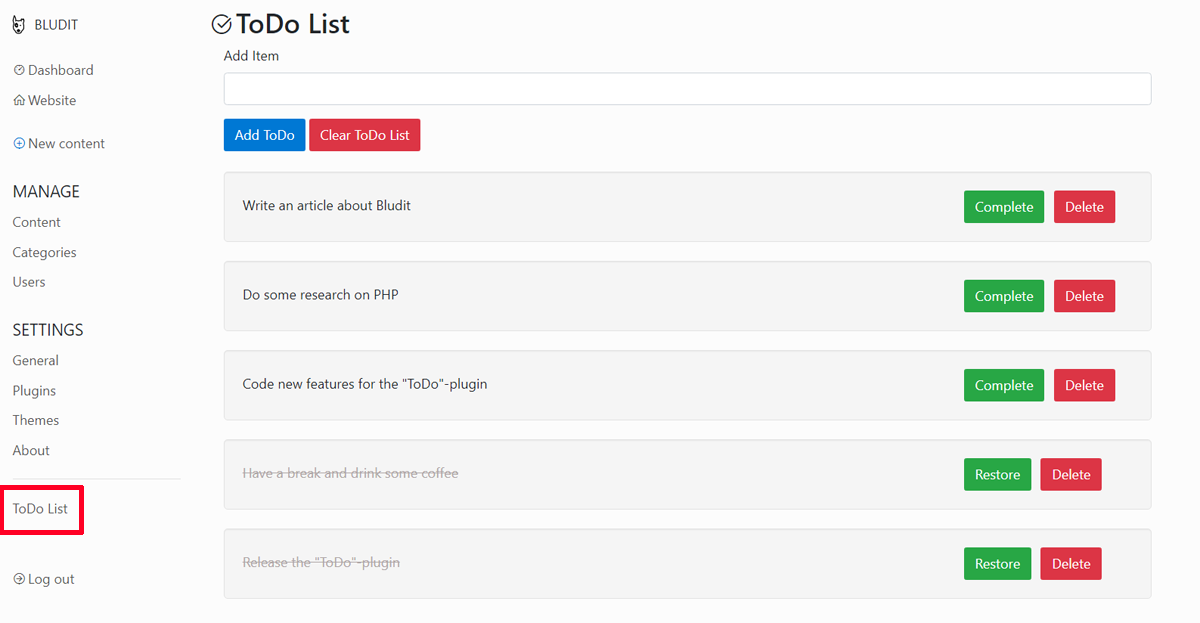 BLUDIT
Dashboard
Website
New content
MANAGE
Content
Categories
Users
SETTINGS
General
Plugins
Themes
About
ToDo List
Log out
ToDo List
Add Item
Add ToDo Clear ToDo List
Write an article about Bludit Complete Delete
Do some research on PHP Complete Delete
Code new features for the "ToDo"-plugin Complete Delete
Have a break and drink some coffee Restore Delete
Release the "ToDo"-plugin Restore Delete